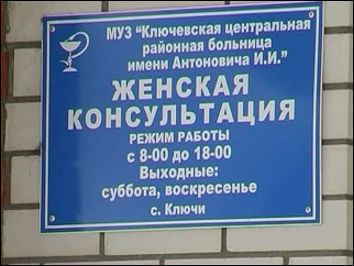 МУЗ "Ключевская центральная
районная больница
имени Антоновича И.И."
ЖЕНСКАЯ
КОНСУЛЬТАЦИЯ
РЕЖИМ РАБОТЫ
с 8-00 до 18-00
Выходные:
суббота, воскресенье
с. Ключи